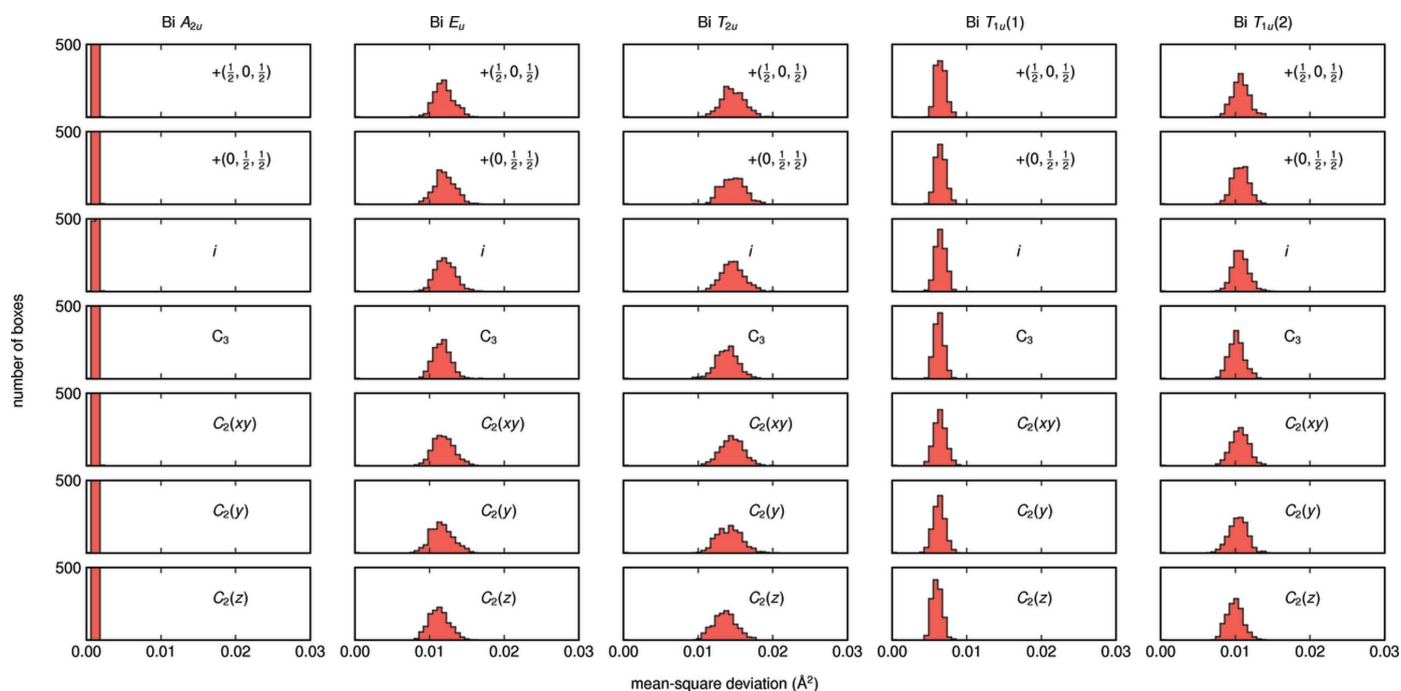 Bi A₂ᵤ Bi Eᵤ Bi T₂ᵤ Bi T₁ᵤ(1) Bi T₁ᵤ(2)
500 +(½, 0, ½) +(½, 0, ½) +(½, 0, ½) +(½, 0, ½) +(½, 0, ½)
500 +(0, ½, ½) +(0, ½, ½) +(0, ½, ½) +(0, ½, ½) +(0, ½, ½)
500 i i i i i
number of boxes
500 C₃ C₃ C₃ C₃ C₃
500 C₂(xy) C₂(xy) C₂(xy) C₂(xy) C₂(xy)
500 C₂(y) C₂(y) C₂(y) C₂(y) C₂(y)
500 C₂(z) C₂(z) C₂(z) C₂(z) C₂(z)
0.00 0.01 0.02 0.03 0.00 0.01 0.02 0.03 0.00 0.01 0.02 0.03 0.00 0.01 0.02 0.03 0.00 0.01 0.02 0.03
mean-square deviation (Å²)